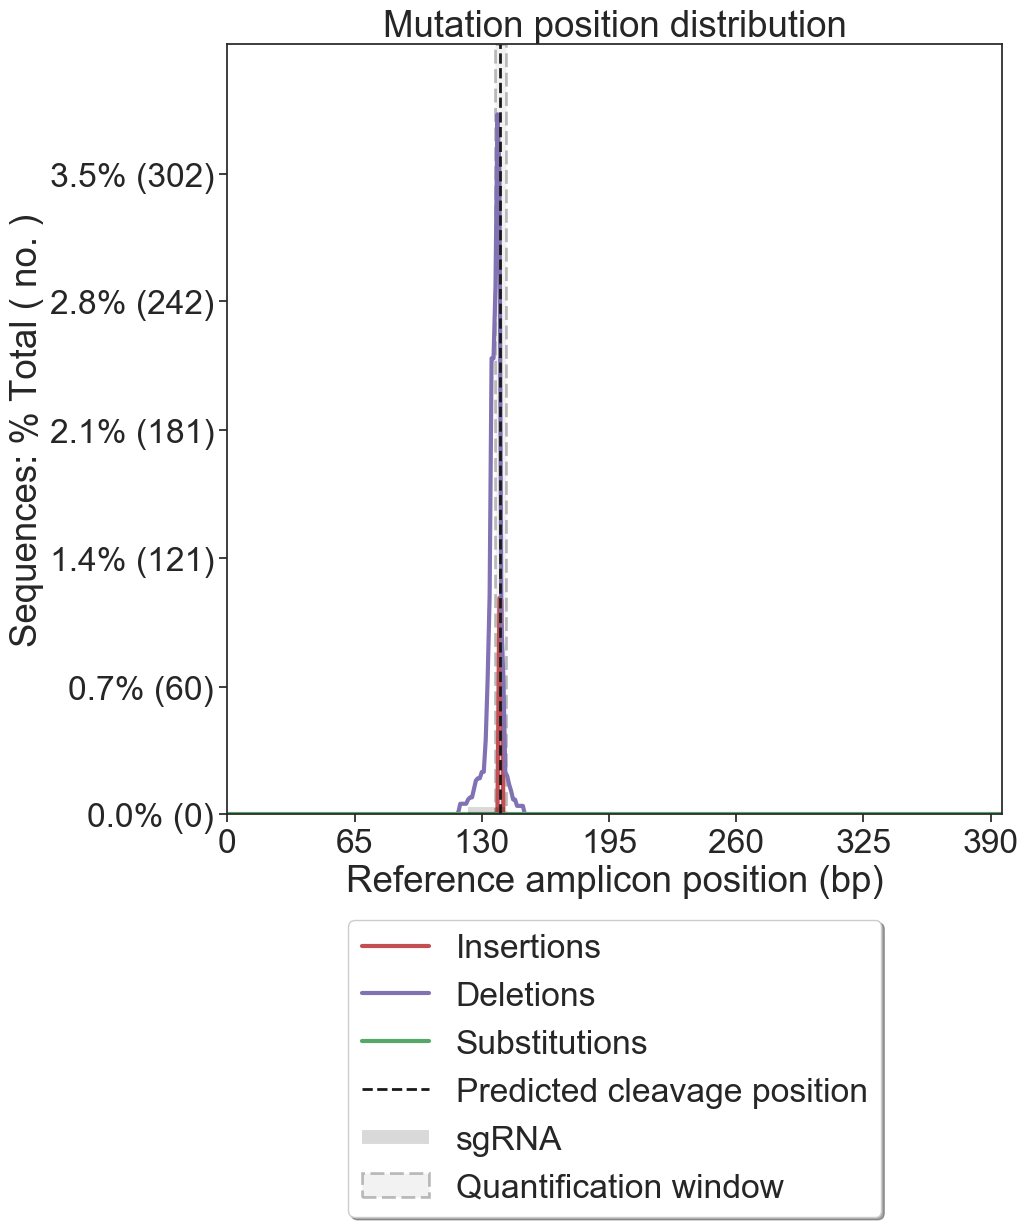 Mutation position distribution
Sequences: % Total ( no. )
3.5% (302)
2.8% (242)
2.1% (181)
1.4% (121)
0.7% (60)
0.0% (0)
0 65 130 195 260 325 390
Reference amplicon position (bp)
Insertions
Deletions
Substitutions
Predicted cleavage position
sgRNA
Quantification window